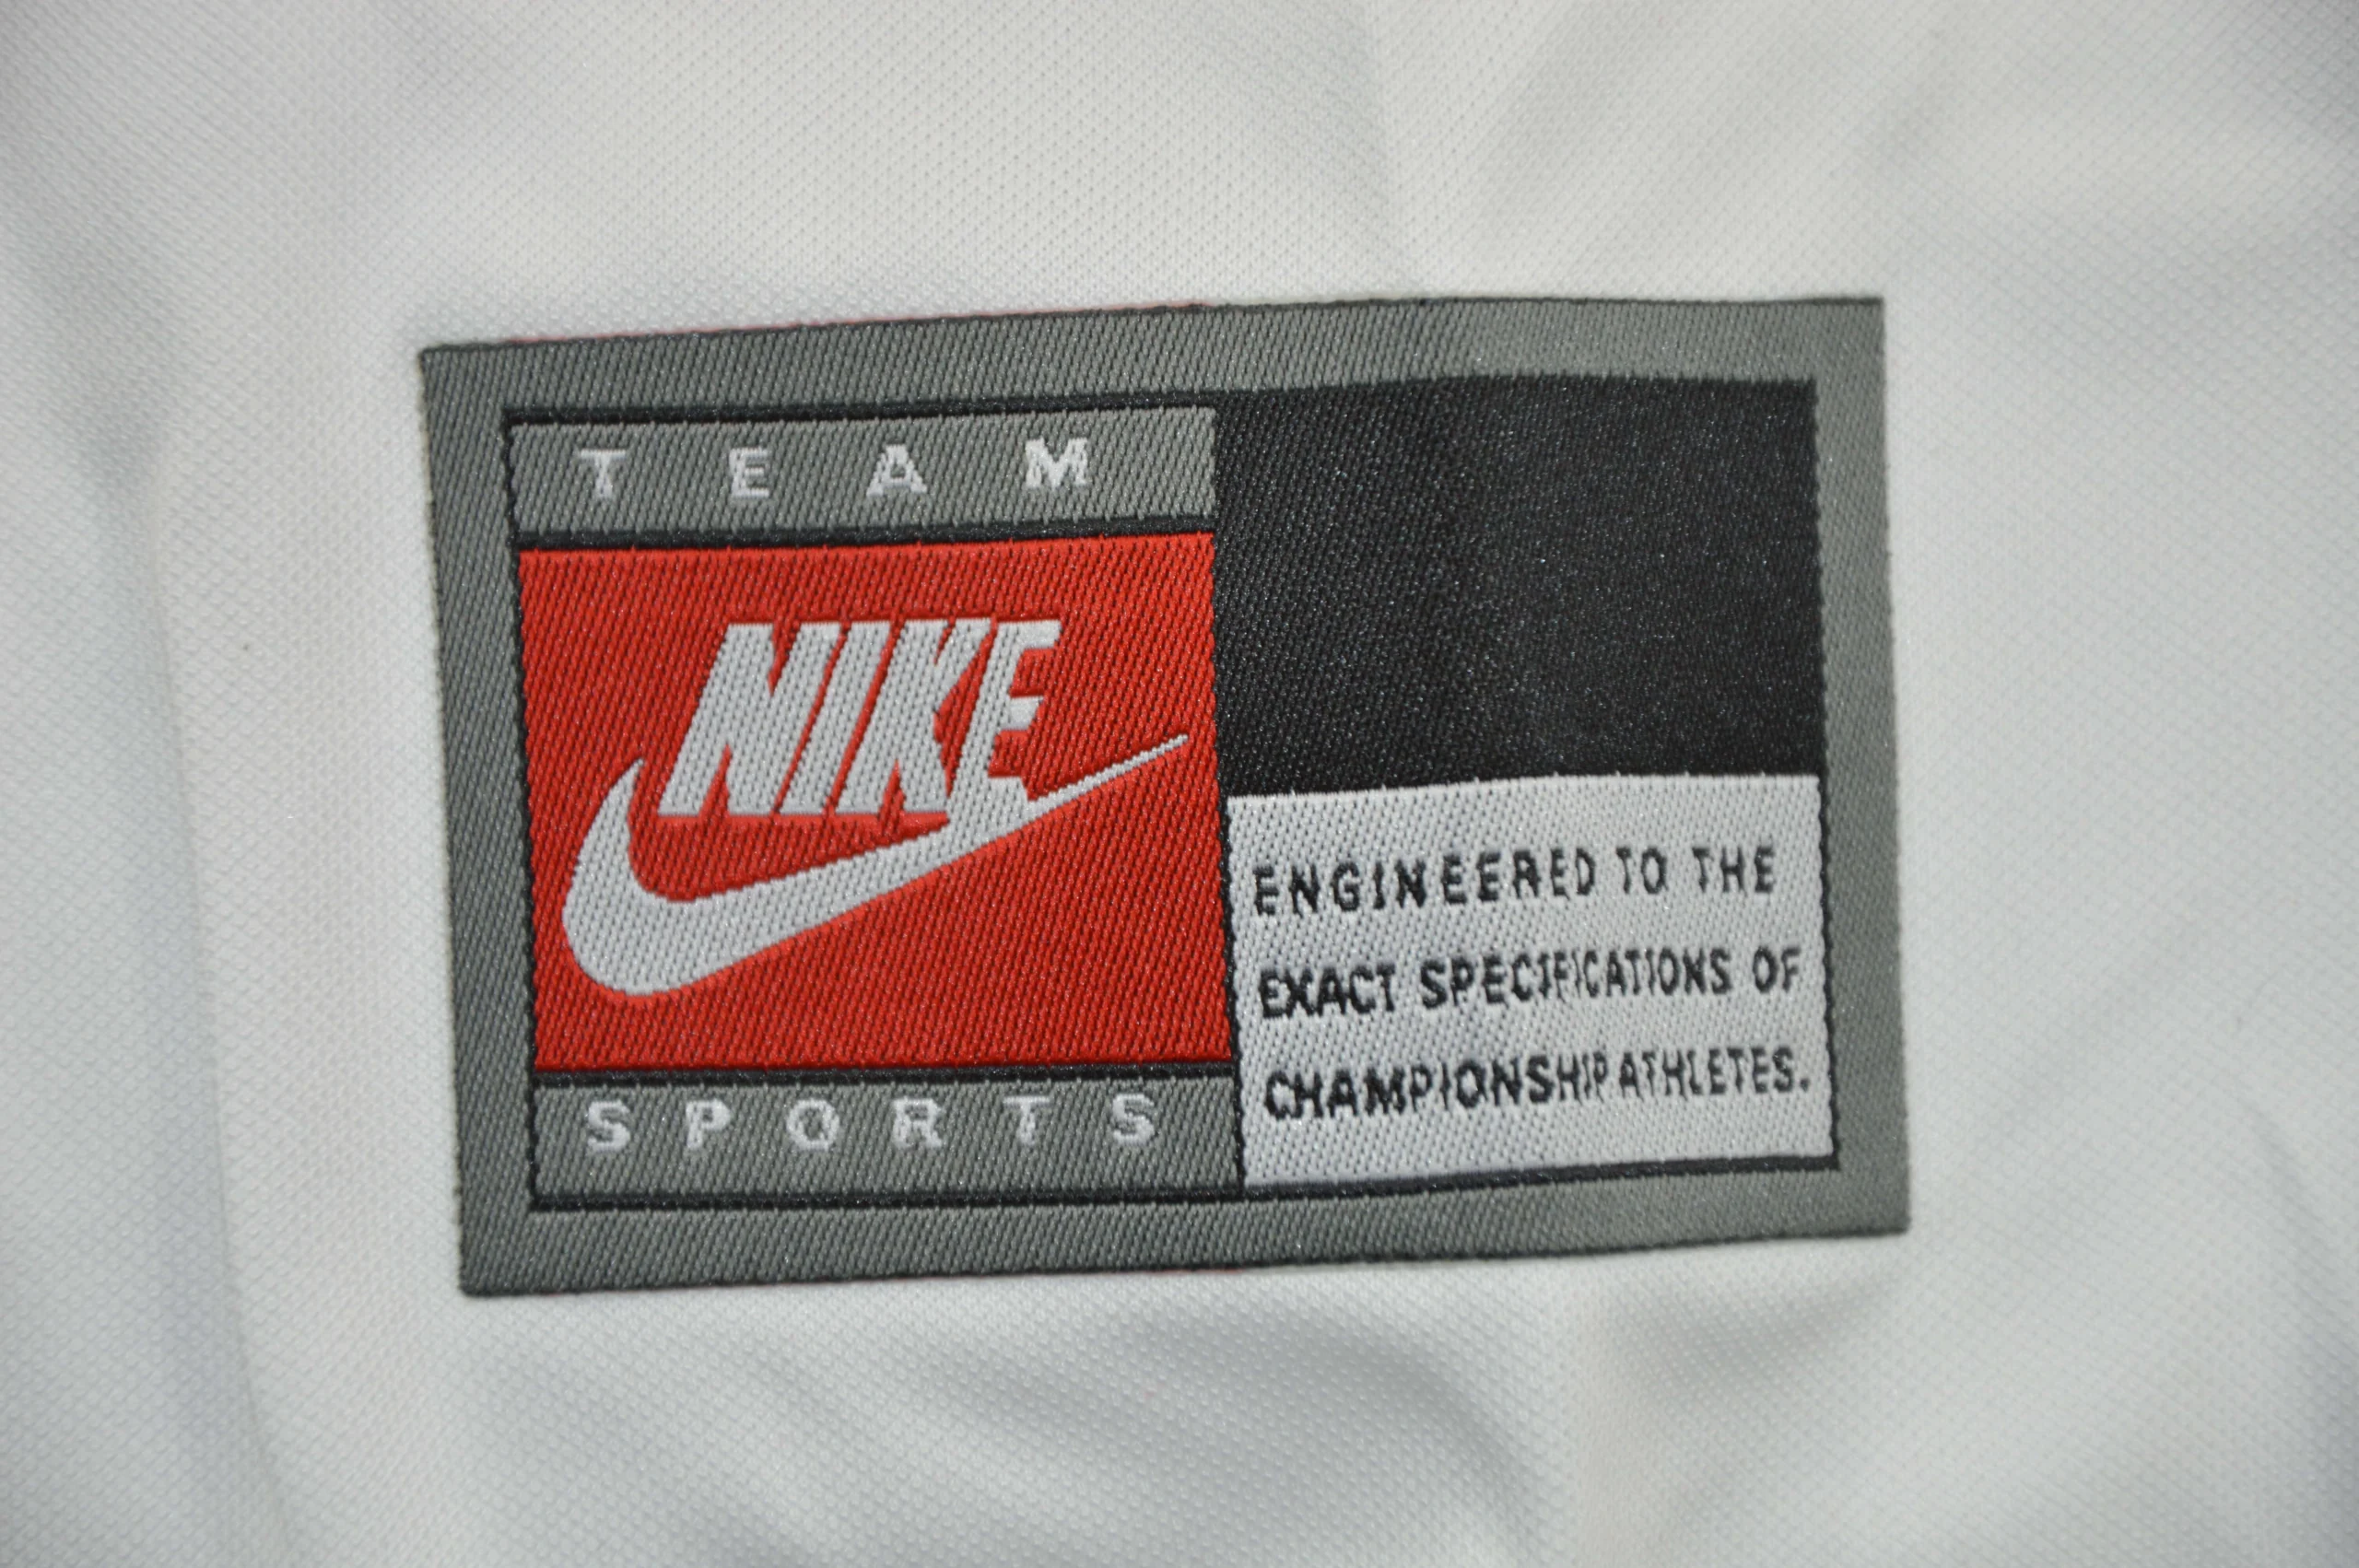 TEAM
NIKE
SPORTS
ENGINEERED TO THE
EXACT SPECIFICATIONS OF
CHAMPIONSHIP ATHLETES.